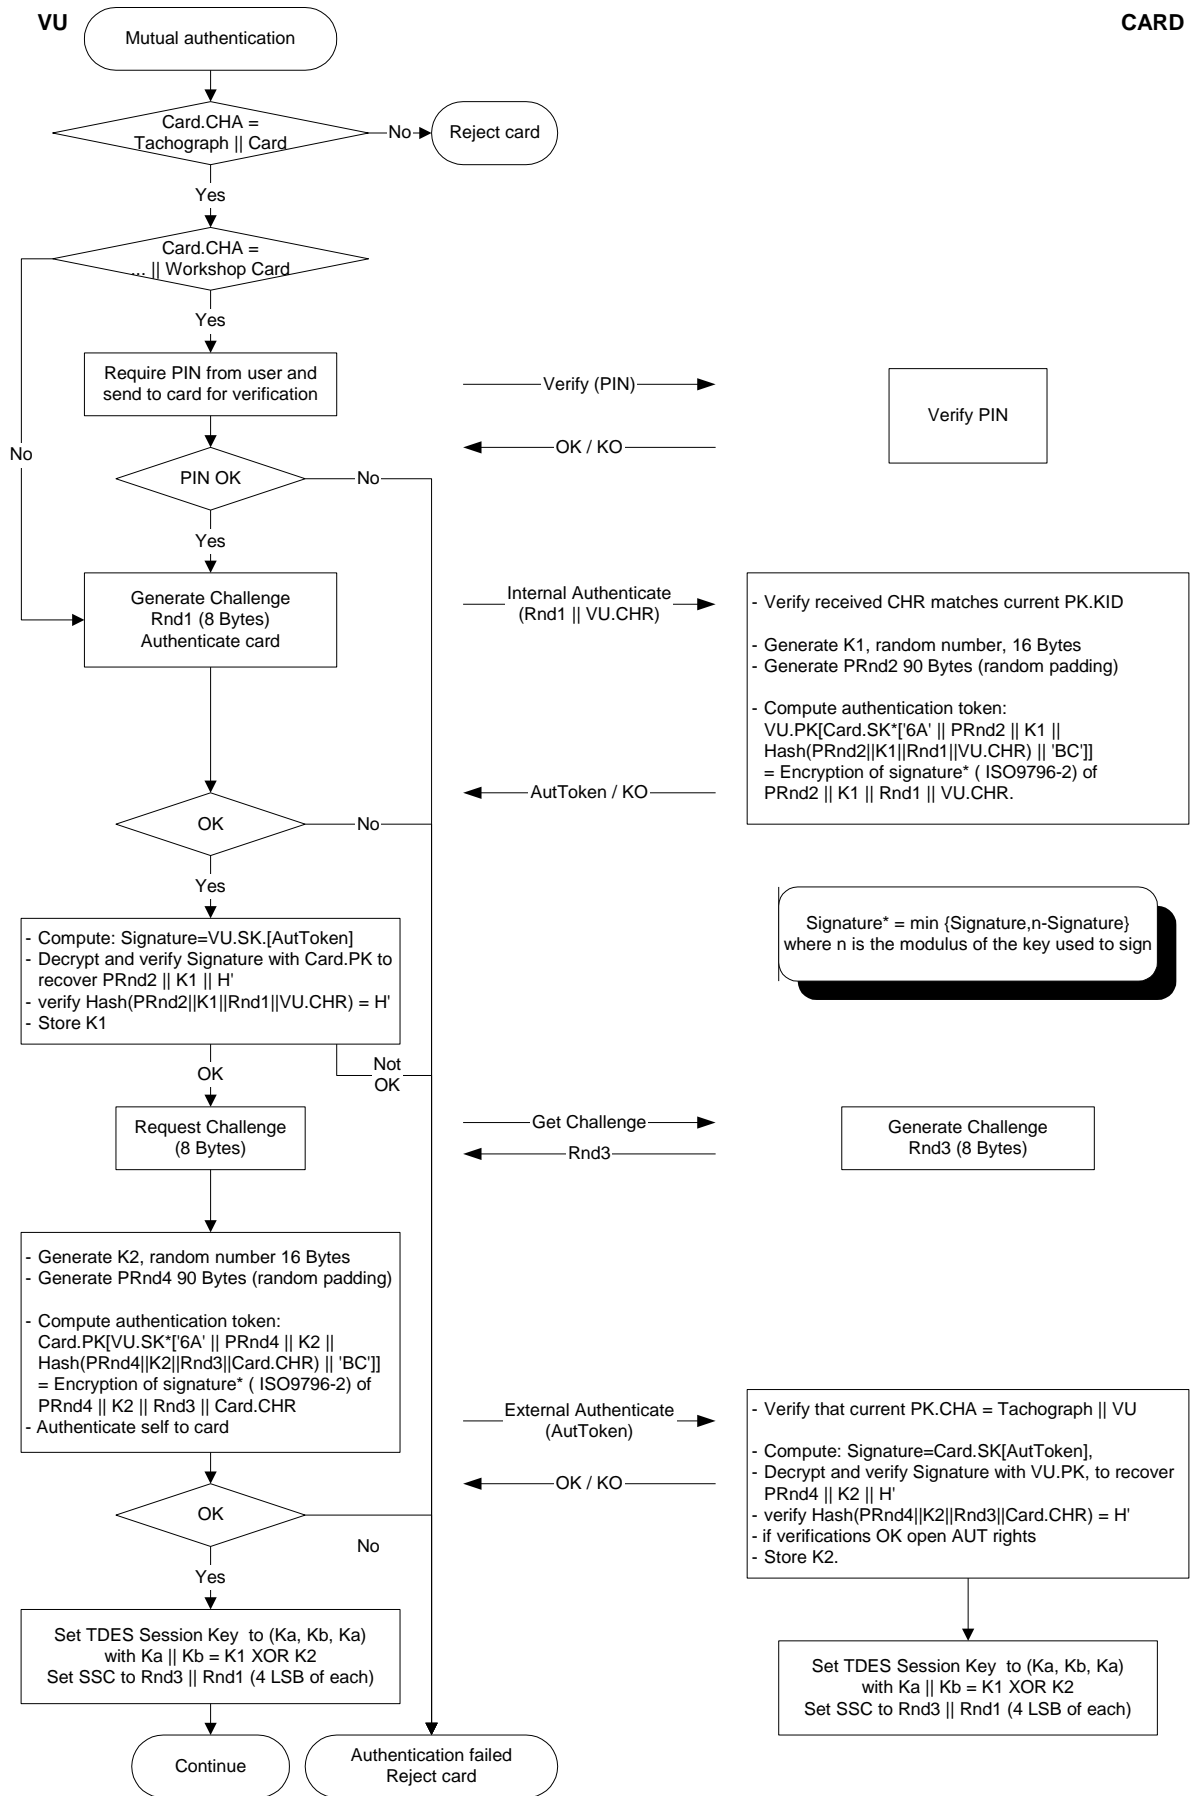 VU
CARD
Mutual authentication
Card.CHA =
Tachograph || Card
No
Reject card
Yes
Card.CHA =
... || Workshop Card
Yes
Require PIN from user and
send to card for verification
Verify (PIN)
Verify PIN
No
OK / KO
PIN OK
No
Yes
Generate Challenge
Rnd1 (8 Bytes)
Authenticate card
Internal Authenticate
(Rnd1 || VU.CHR)
- Verify received CHR matches current PK.KID
- Generate K1, random number, 16 Bytes
- Generate PRnd2 90 Bytes (random padding)
- Compute authentication token:
VU.PK[Card.SK*['6A' || PRnd2 || K1 ||
Hash(PRnd2||K1||Rnd1||VU.CHR) || 'BC']]
= Encryption of signature* ( ISO9796-2) of
PRnd2 || K1 || Rnd1 || VU.CHR.
AutToken / KO
OK
No
Yes
Signature* = min {Signature,n-Signature}
where n is the modulus of the key used to sign
- Compute: Signature=VU.SK.[AutToken]
- Decrypt and verify Signature with Card.PK to
recover PRnd2 || K1 || H'
- verify Hash(PRnd2||K1||Rnd1||VU.CHR) = H'
- Store K1
OK
Not
OK
Request Challenge
(8 Bytes)
Get Challenge
Rnd3
Generate Challenge
Rnd3 (8 Bytes)
- Generate K2, random number 16 Bytes
- Generate PRnd4 90 Bytes (random padding)
- Compute authentication token:
Card.PK[VU.SK*['6A' || PRnd4 || K2 ||
Hash(PRnd4||K2||Rnd3||Card.CHR) || 'BC']]
= Encryption of signature* ( ISO9796-2) of
PRnd4 || K2 || Rnd3 || Card.CHR
- Authenticate self to card
External Authenticate
(AutToken)
- Verify that current PK.CHA = Tachograph || VU
- Compute: Signature=Card.SK[AutToken],
- Decrypt and verify Signature with VU.PK, to recover
PRnd4 || K2 || H'
- verify Hash(PRnd4||K2||Rnd3||Card.CHR) = H'
- if verifications OK open AUT rights
- Store K2.
OK / KO
OK
No
Yes
Set TDES Session Key to (Ka, Kb, Ka)
with Ka || Kb = K1 XOR K2
Set SSC to Rnd3 || Rnd1 (4 LSB of each)
Set TDES Session Key to (Ka, Kb, Ka)
with Ka || Kb = K1 XOR K2
Set SSC to Rnd3 || Rnd1 (4 LSB of each)
Continue
Authentication failed
Reject card